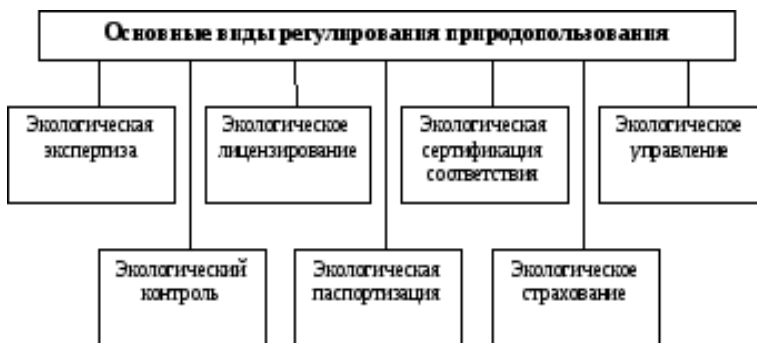 Основные виды регулирования природопользования
Экологическая
экспертиза
Экологическое
лицензирование
Экологическая
сертификация
соответствия
Экологическое
управление
Экологический
контроль
Экологическая
паспортизация
Экологическое
страхование